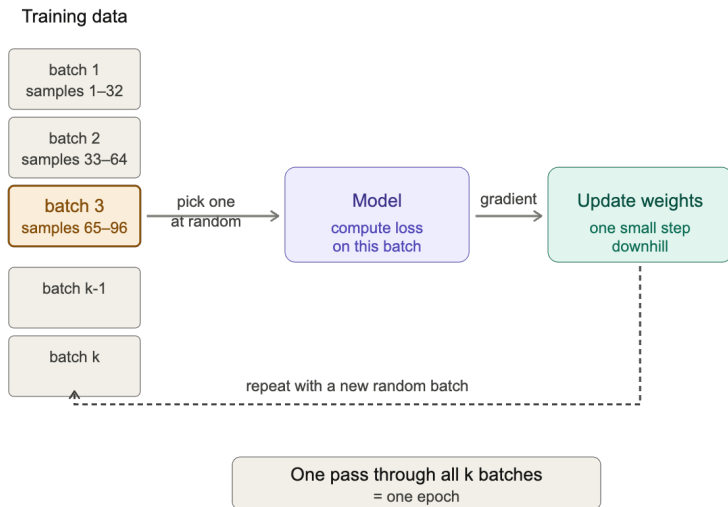 Training data
batch 1
samples 1–32
batch 2
samples 33–64
batch 3
samples 65–96
pick one
at random
Model
compute loss
on this batch
gradient
Update weights
one small step
downhill
batch k-1
batch k
repeat with a new random batch
One pass through all k batches
= one epoch